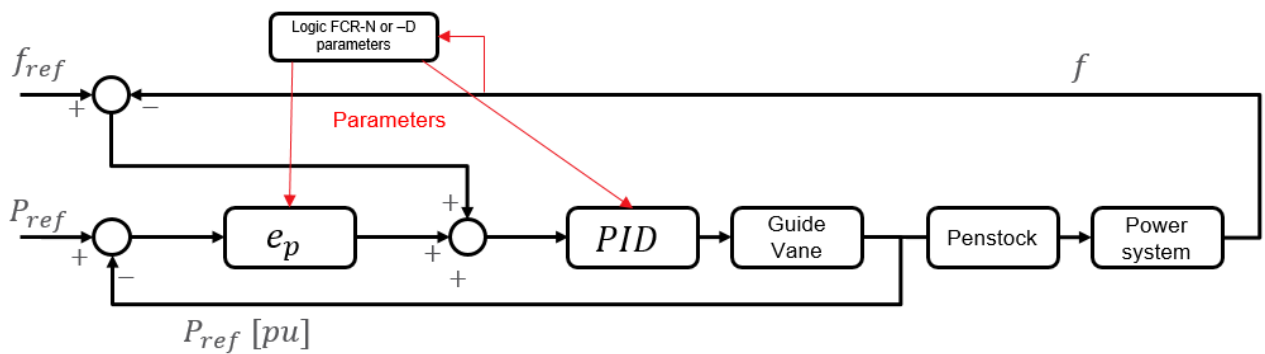 Logic FCR-N or –D
parameters
f_ref
f
+
−
Parameters
+
P_ref
e_p
PID
Guide
Vane
Penstock
Power
system
+
+
+
−
P_ref [pu]